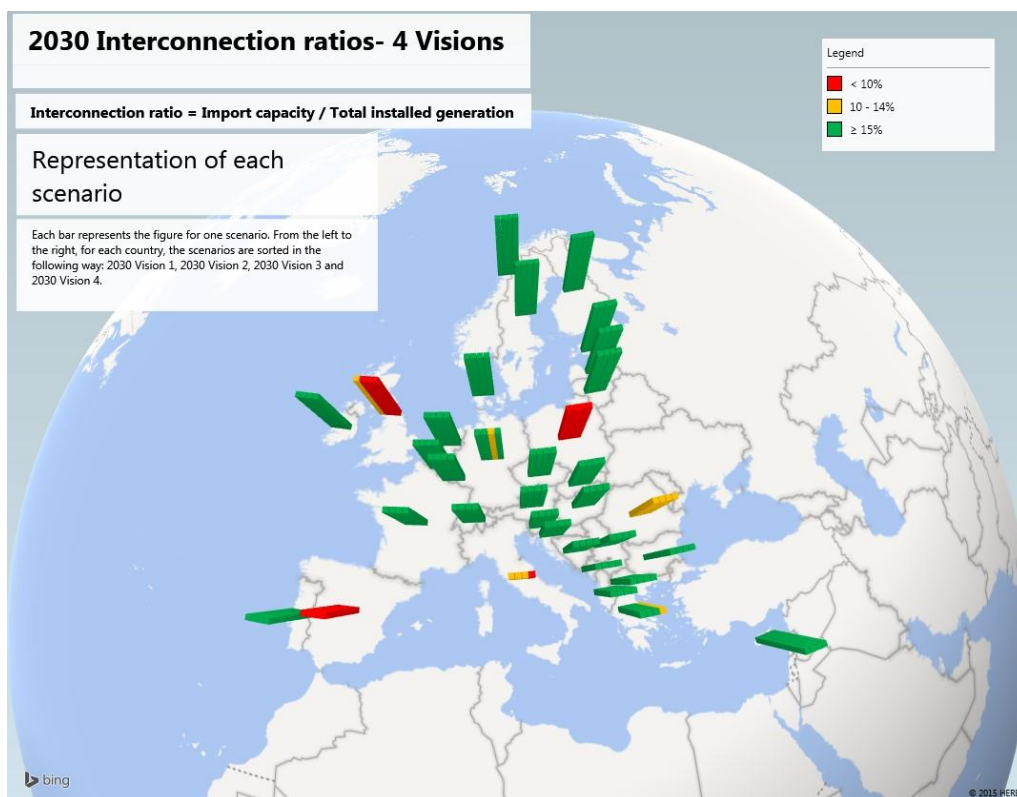 2030 Interconnection ratios- 4 Visions
Interconnection ratio = Import capacity / Total installed generation
Representation of each
scenario
Each bar represents the figure for one scenario. From the left to
the right, for each country, the scenarios are sorted in the
following way: 2030 Vision 1, 2030 Vision 2, 2030 Vision 3 and
2030 Vision 4.
Legend
< 10%
10 - 14%
≥ 15%
bing
© 2015 HERE